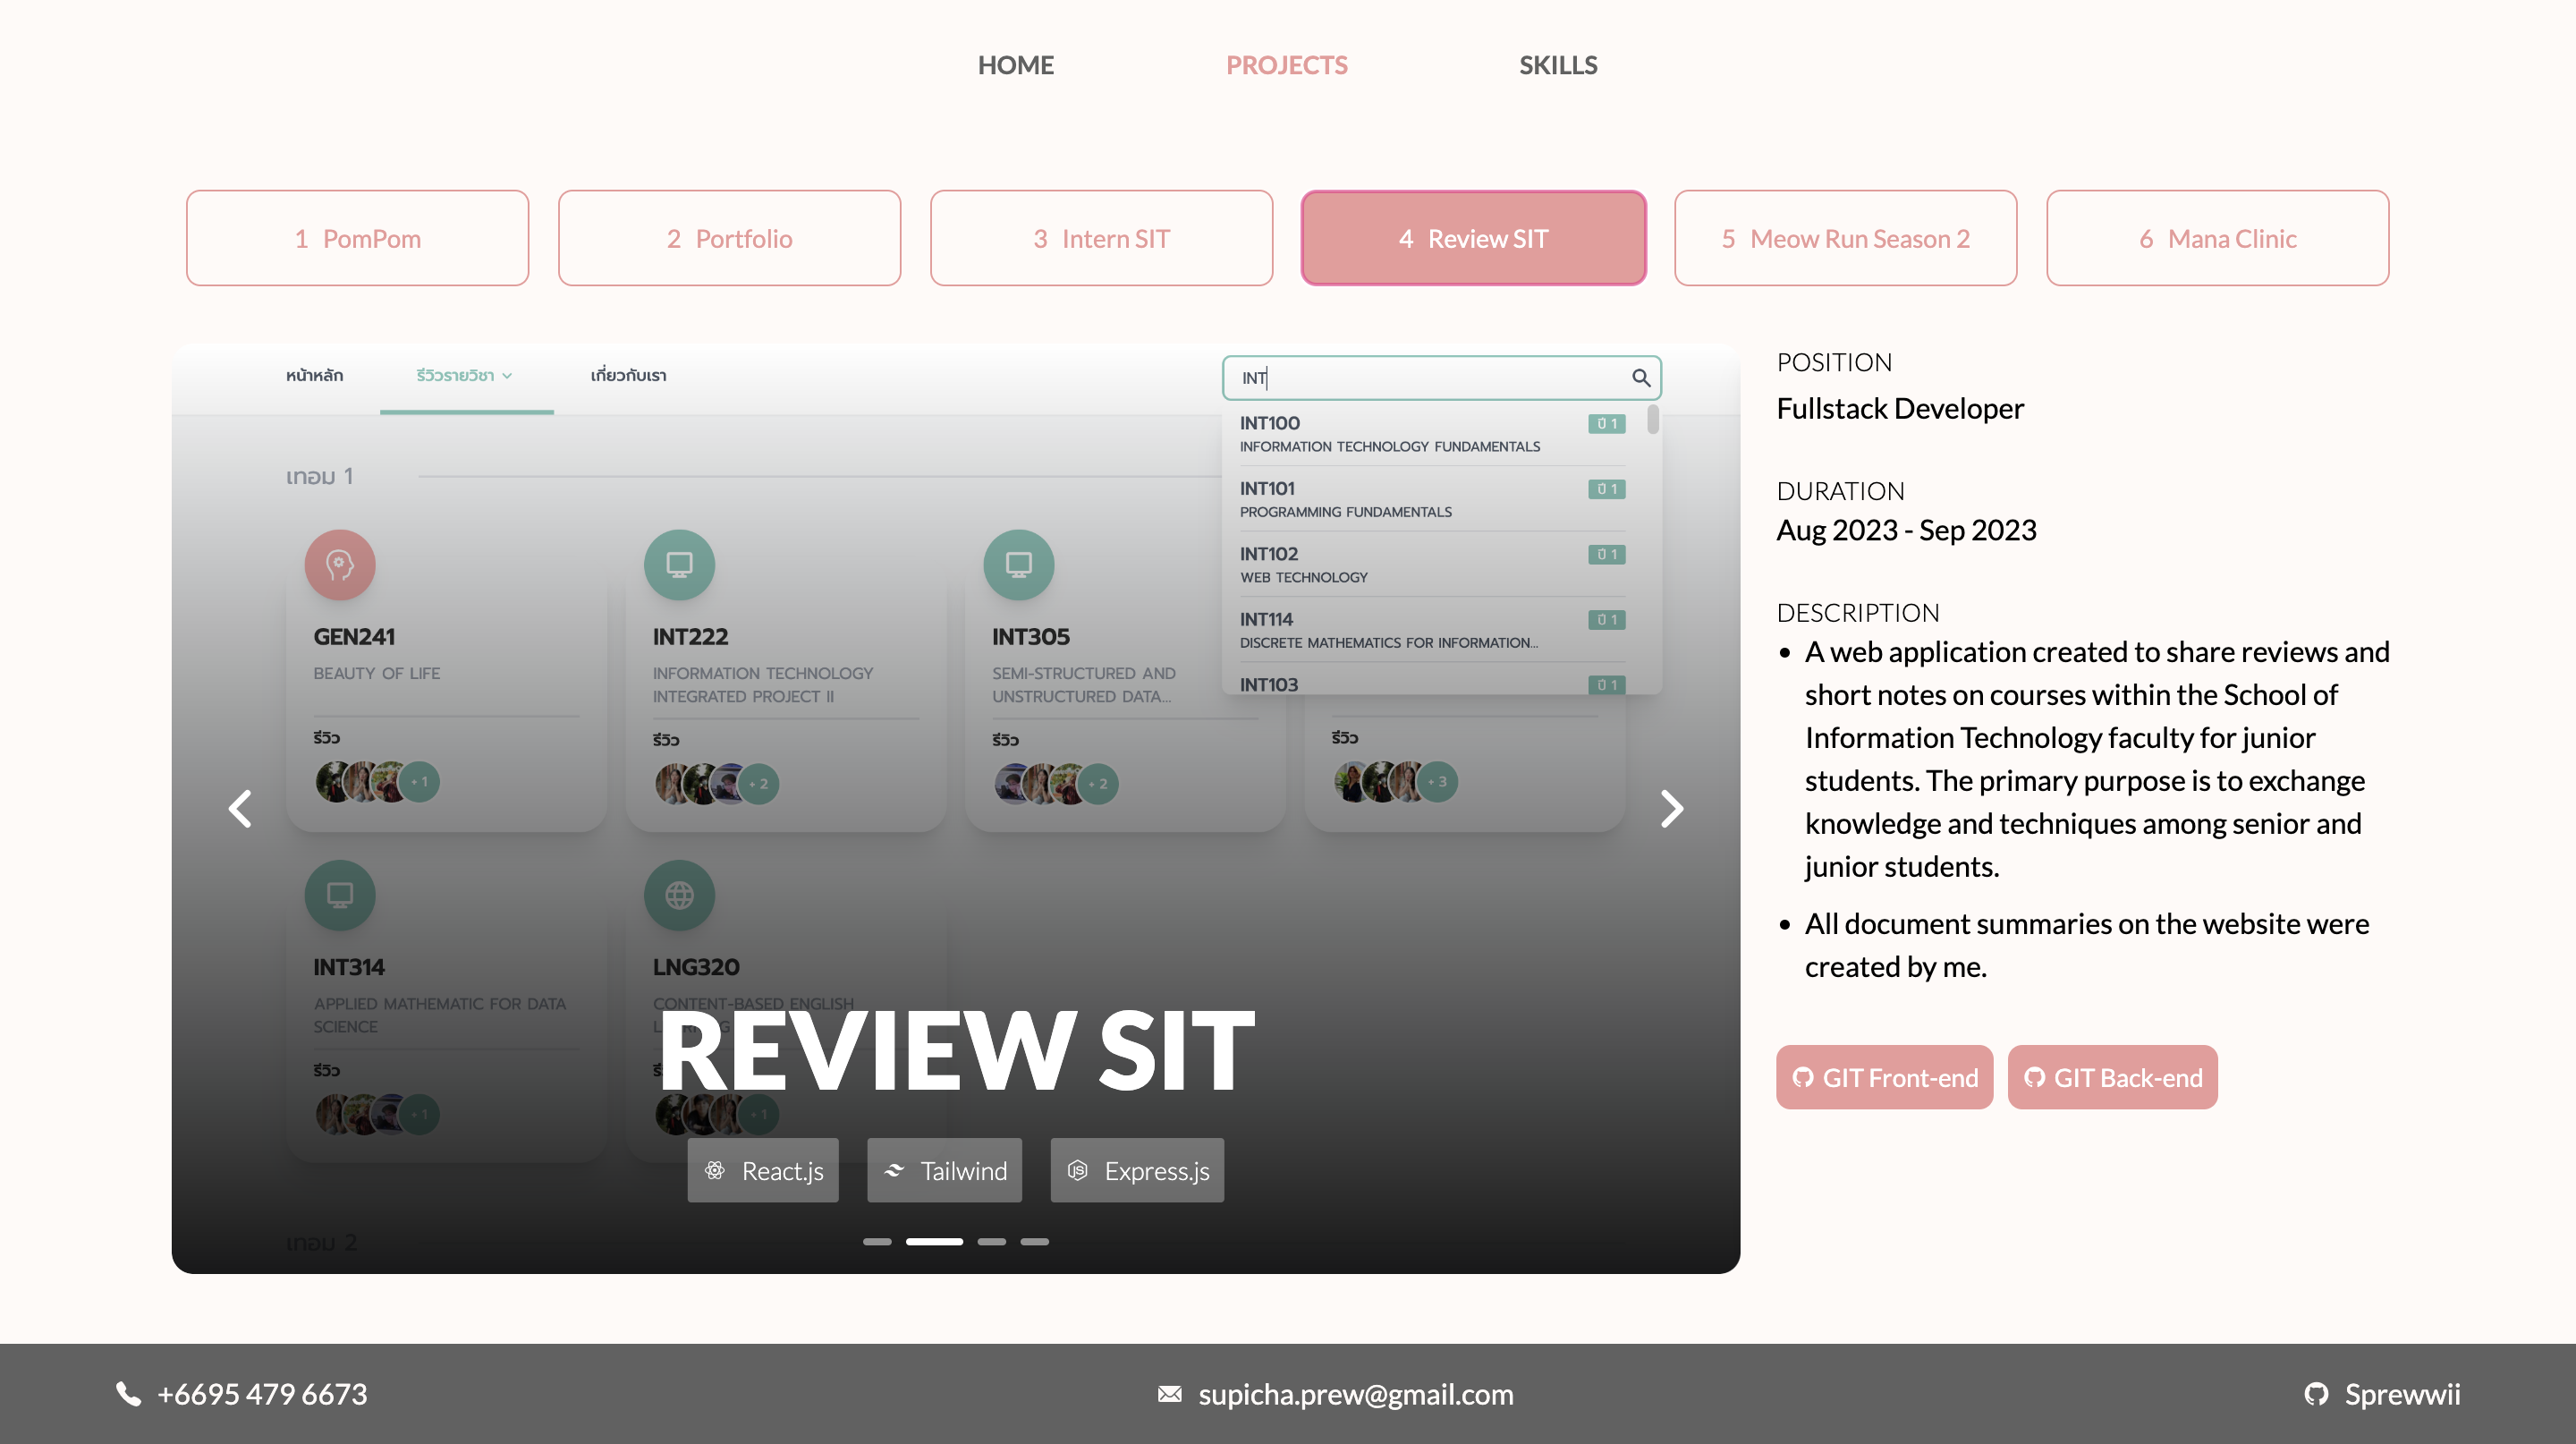 HOME PROJECTS SKILLS
1 PomPom 2 Portfolio 3 Intern SIT 4 Review SIT 5 Meow Run Season 2 6 Mana Clinic
หน้าหลัก รีวิวรายวิชา เกี่ยวกับเรา INT
INT100 ปี 1
INFORMATION TECHNOLOGY FUNDAMENTALS
INT101 ปี 1
PROGRAMMING FUNDAMENTALS
INT102 ปี 1
WEB TECHNOLOGY
INT114 ปี 1
DISCRETE MATHEMATICS FOR INFORMATION...
INT103 ปี 1
เทอม 1
GEN241
BEAUTY OF LIFE
รีวิว
+ 1
INT222
INFORMATION TECHNOLOGY
INTEGRATED PROJECT II
รีวิว
+ 2
INT305
SEMI-STRUCTURED AND
UNSTRUCTURED DATA...
รีวิว
+ 2
รีวิว
+ 3
INT314
APPLIED MATHEMATIC FOR DATA
SCIENCE
รีวิว
+ 1
LNG320
CONTENT-BASED ENGLISH
+ 1
REVIEW SIT
React.js Tailwind Express.js
เทอม 2
POSITION
Fullstack Developer
DURATION
Aug 2023 - Sep 2023
DESCRIPTION
• A web application created to share reviews and
short notes on courses within the School of
Information Technology faculty for junior
students. The primary purpose is to exchange
knowledge and techniques among senior and
junior students.
• All document summaries on the website were
created by me.
GIT Front-end GIT Back-end
+6695 479 6673 supicha.prew@gmail.com Sprewwii